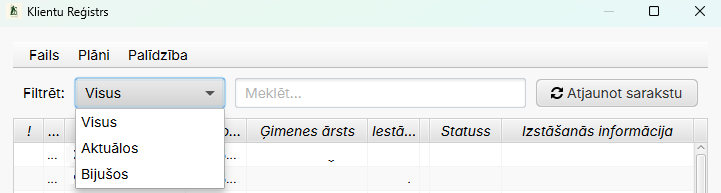 Klientu Reģistrs
Fails Plāni Palīdzība
Filtrēt: Visus Meklēt... Atjaunot sarakstu
! ... o... Ģimenes ārsts Iestā... Statuss Izstāšanās informācija
Visus
Aktuālos
Bijušos